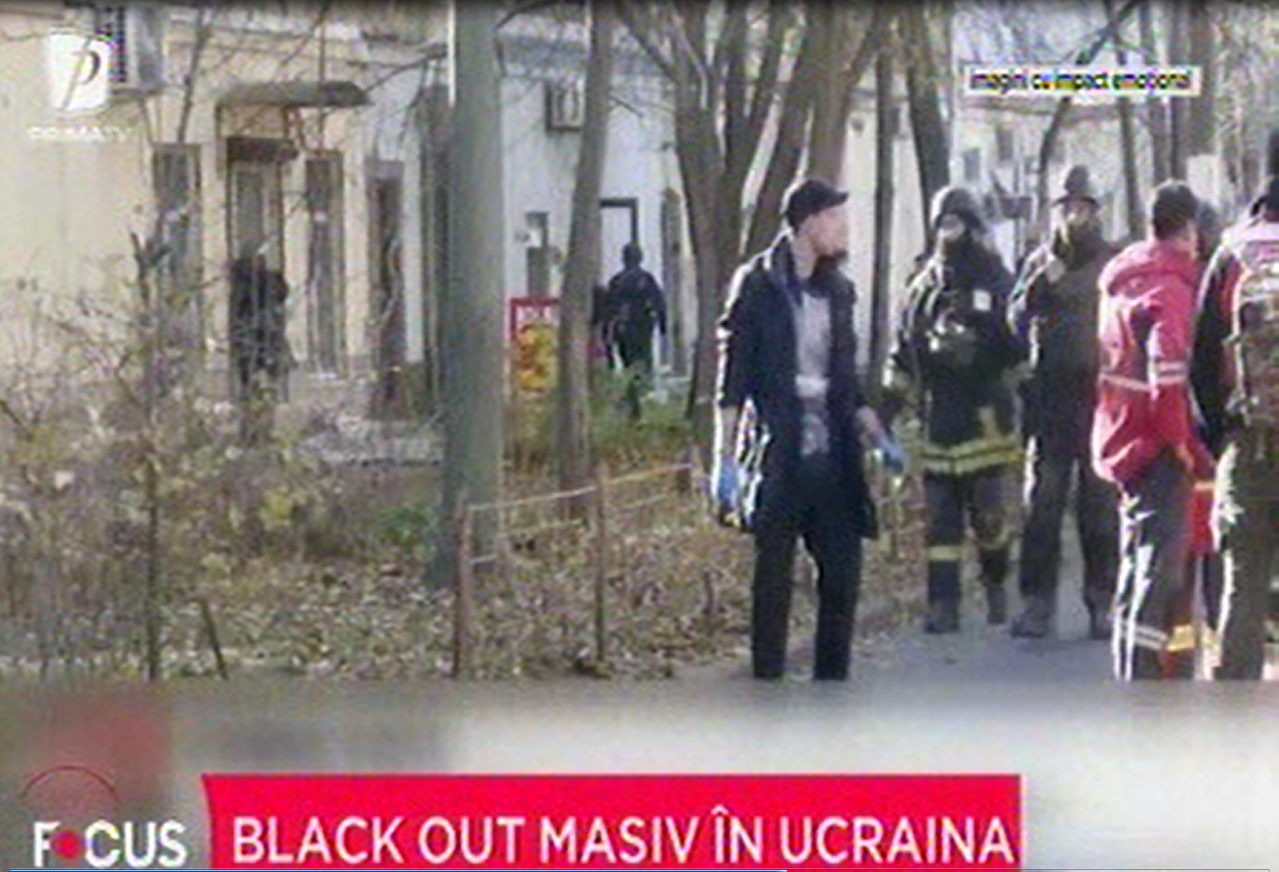 p
PRIMA TV
imagini cu impact emoțional
FOCUS
BLACK OUT MASIV ÎN UCRAINA